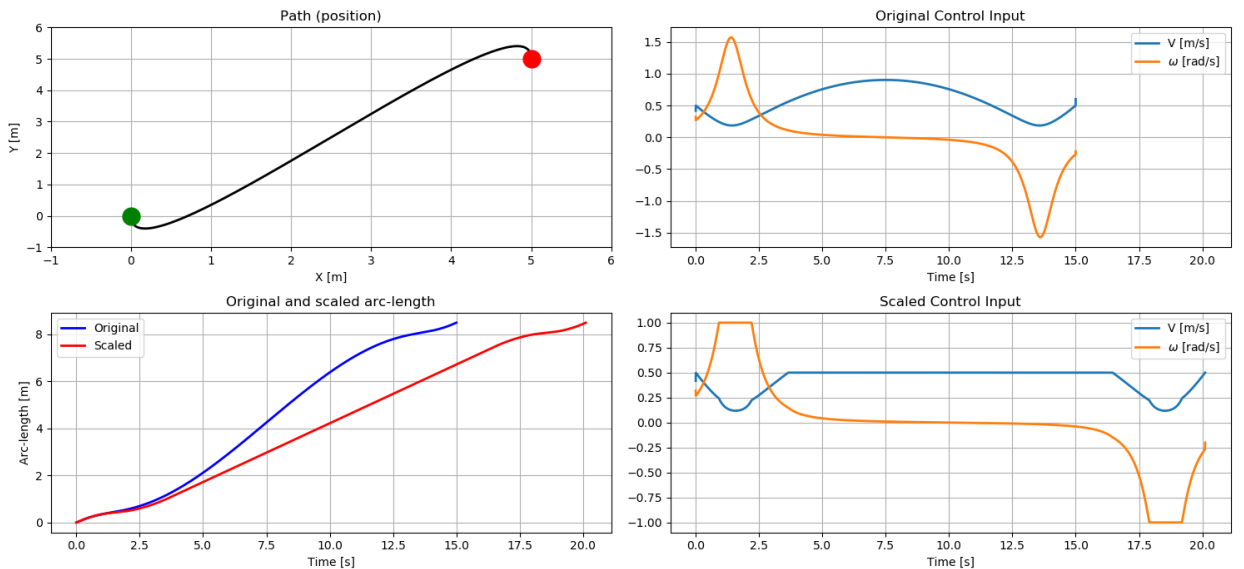 Path (position)
6
5
4
3
2
1
0
−1
Y [m]
−1 0 1 2 3 4 5 6
X [m]
Original Control Input
V [m/s]
ω [rad/s]
1.5
1.0
0.5
0.0
−0.5
−1.0
−1.5
0.0 2.5 5.0 7.5 10.0 12.5 15.0 17.5 20.0
Time [s]
Original and scaled arc-length
Original
Scaled
8
6
4
2
0
Arc-length [m]
0.0 2.5 5.0 7.5 10.0 12.5 15.0 17.5 20.0
Time [s]
Scaled Control Input
V [m/s]
ω [rad/s]
1.00
0.75
0.50
0.25
0.00
−0.25
−0.50
−0.75
−1.00
0.0 2.5 5.0 7.5 10.0 12.5 15.0 17.5 20.0
Time [s]